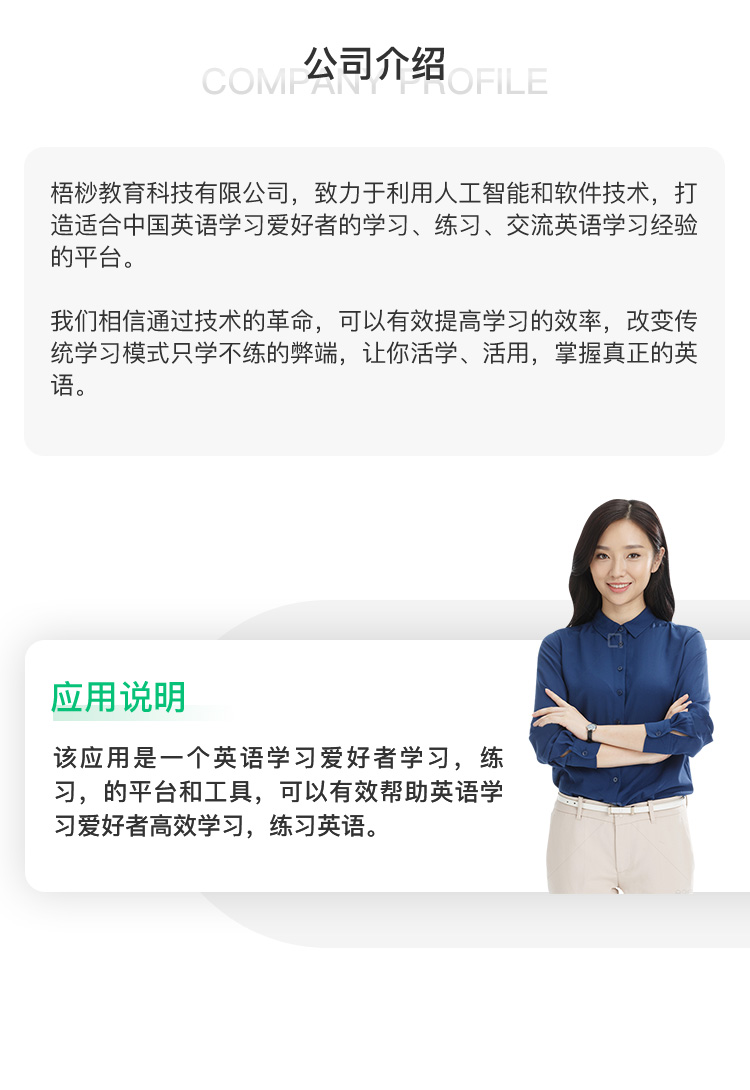 公司介绍
COMPANY PROFILE
梧桫教育科技有限公司，致力于利用人工智能和软件技术，打
造适合中国英语学习爱好者的学习、练习、交流英语学习经验
的平台。
我们相信通过技术的革命，可以有效提高学习的效率，改变传
统学习模式只学不练的弊端，让你活学、活用，掌握真正的英
语。
应用说明
该应用是一个英语学习爱好者学习，练
习，的平台和工具，可以有效帮助英语学
习爱好者高效学习，练习英语。